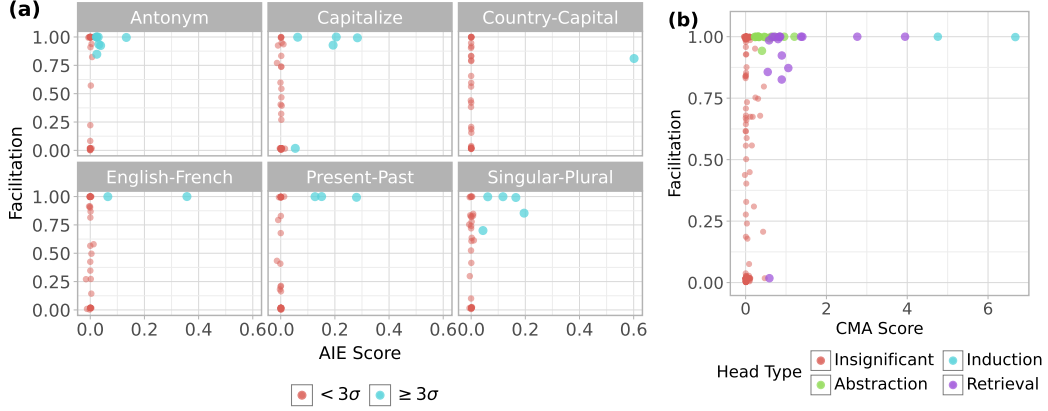 (a)
Antonym
Capitalize
Country-Capital
1.00
0.75
0.50
0.25
0.00
English-French
Present-Past
Singular-Plural
1.00
0.75
0.50
0.25
0.00
0.0 0.2 0.4 0.6 0.0 0.2 0.4 0.6 0.0 0.2 0.4 0.6
Facilitation
AIE Score
< 3σ ≥ 3σ
(b)
1.00
0.75
0.50
0.25
0.00
Facilitation
0 2 4 6
CMA Score
Head Type
Insignificant Induction
Abstraction Retrieval